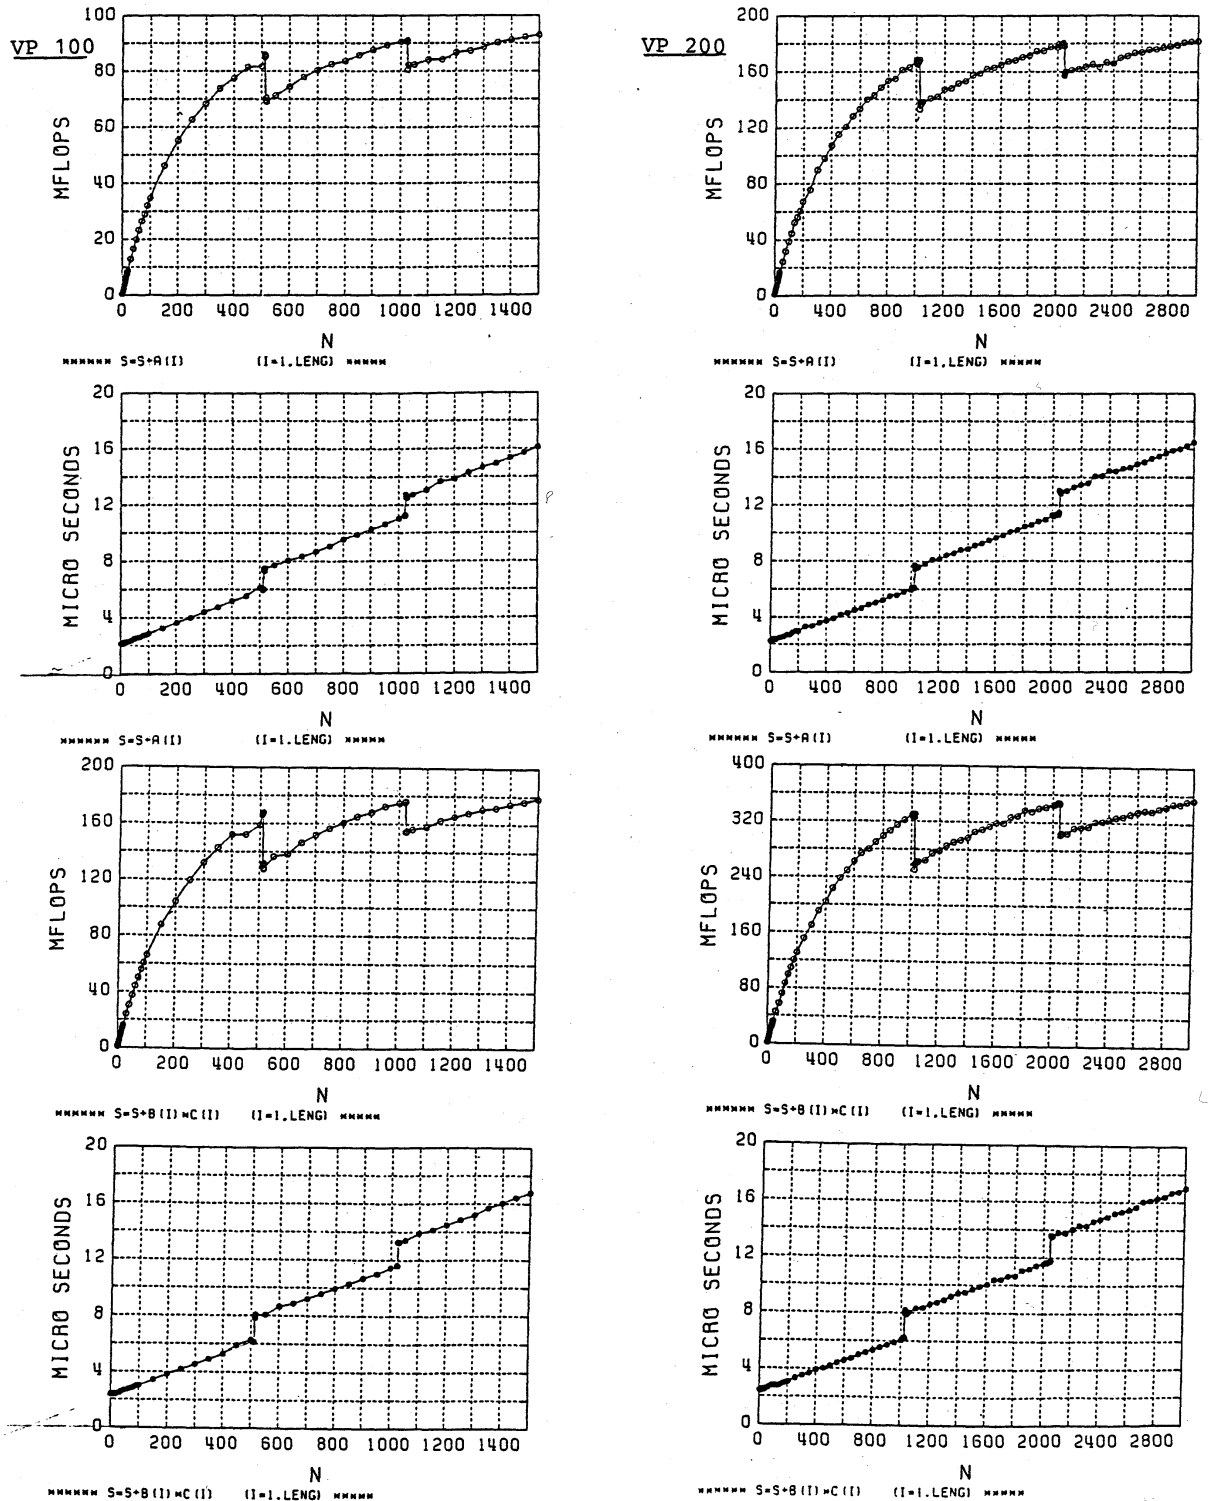 VP 100
100
80
60
40
20
0
MFLOPS
0 200 400 600 800 1000 1200 1400
N
****** S=S+A(I) (I=1.LENG) *****
VP 200
200
160
120
80
40
0
MFLOPS
0 400 800 1200 1600 2000 2400 2800
N
****** S=S+A(I) (I=1.LENG) *****
20
16
12
8
4
0
MICRO SECONDS
0 200 400 600 800 1000 1200 1400
N
****** S=S+A(I) (I=1.LENG) *****
20
16
12
8
4
0
MICRO SECONDS
0 400 800 1200 1600 2000 2400 2800
N
****** S=S+A(I) (I=1.LENG) *****
200
160
120
80
40
0
MFLOPS
0 200 400 600 800 1000 1200 1400
N
****** S=S+B(I)*C(I) (I=1.LENG) *****
400
320
240
160
80
0
MFLOPS
0 400 800 1200 1600 2000 2400 2800
N
****** S=S+B(I)*C(I) (I=1.LENG) *****
20
16
12
8
4
0
MICRO SECONDS
0 200 400 600 800 1000 1200 1400
N
****** S=S+B(I)*C(I) (I=1.LENG) *****
20
16
12
8
4
0
MICRO SECONDS
0 400 800 1200 1600 2000 2400 2800
N
****** S=S+B(I)*C(I) (I=1.LENG) *****